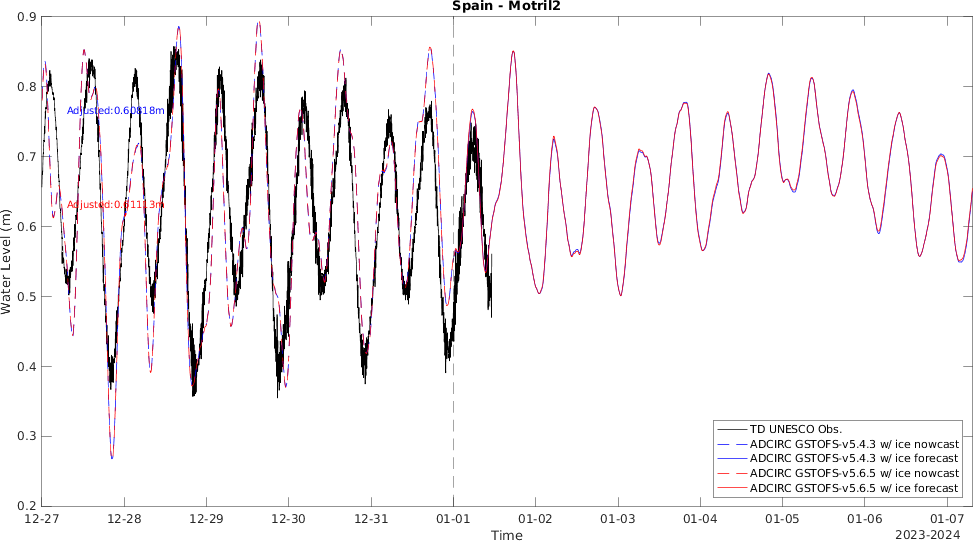 Spain - Motril2
0.9
0.8
0.7
0.6
0.5
0.4
0.3
0.2
Water Level (m)
Adjusted:0.60818m
Adjusted:0.61113m
TD UNESCO Obs.
ADCIRC GSTOFS-v5.4.3 w/ ice nowcast
ADCIRC GSTOFS-v5.4.3 w/ ice forecast
ADCIRC GSTOFS-v5.6.5 w/ ice nowcast
ADCIRC GSTOFS-v5.6.5 w/ ice forecast
12-27 12-28 12-29 12-30 12-31 01-01 01-02 01-03 01-04 01-05 01-06 01-07
Time
2023-2024